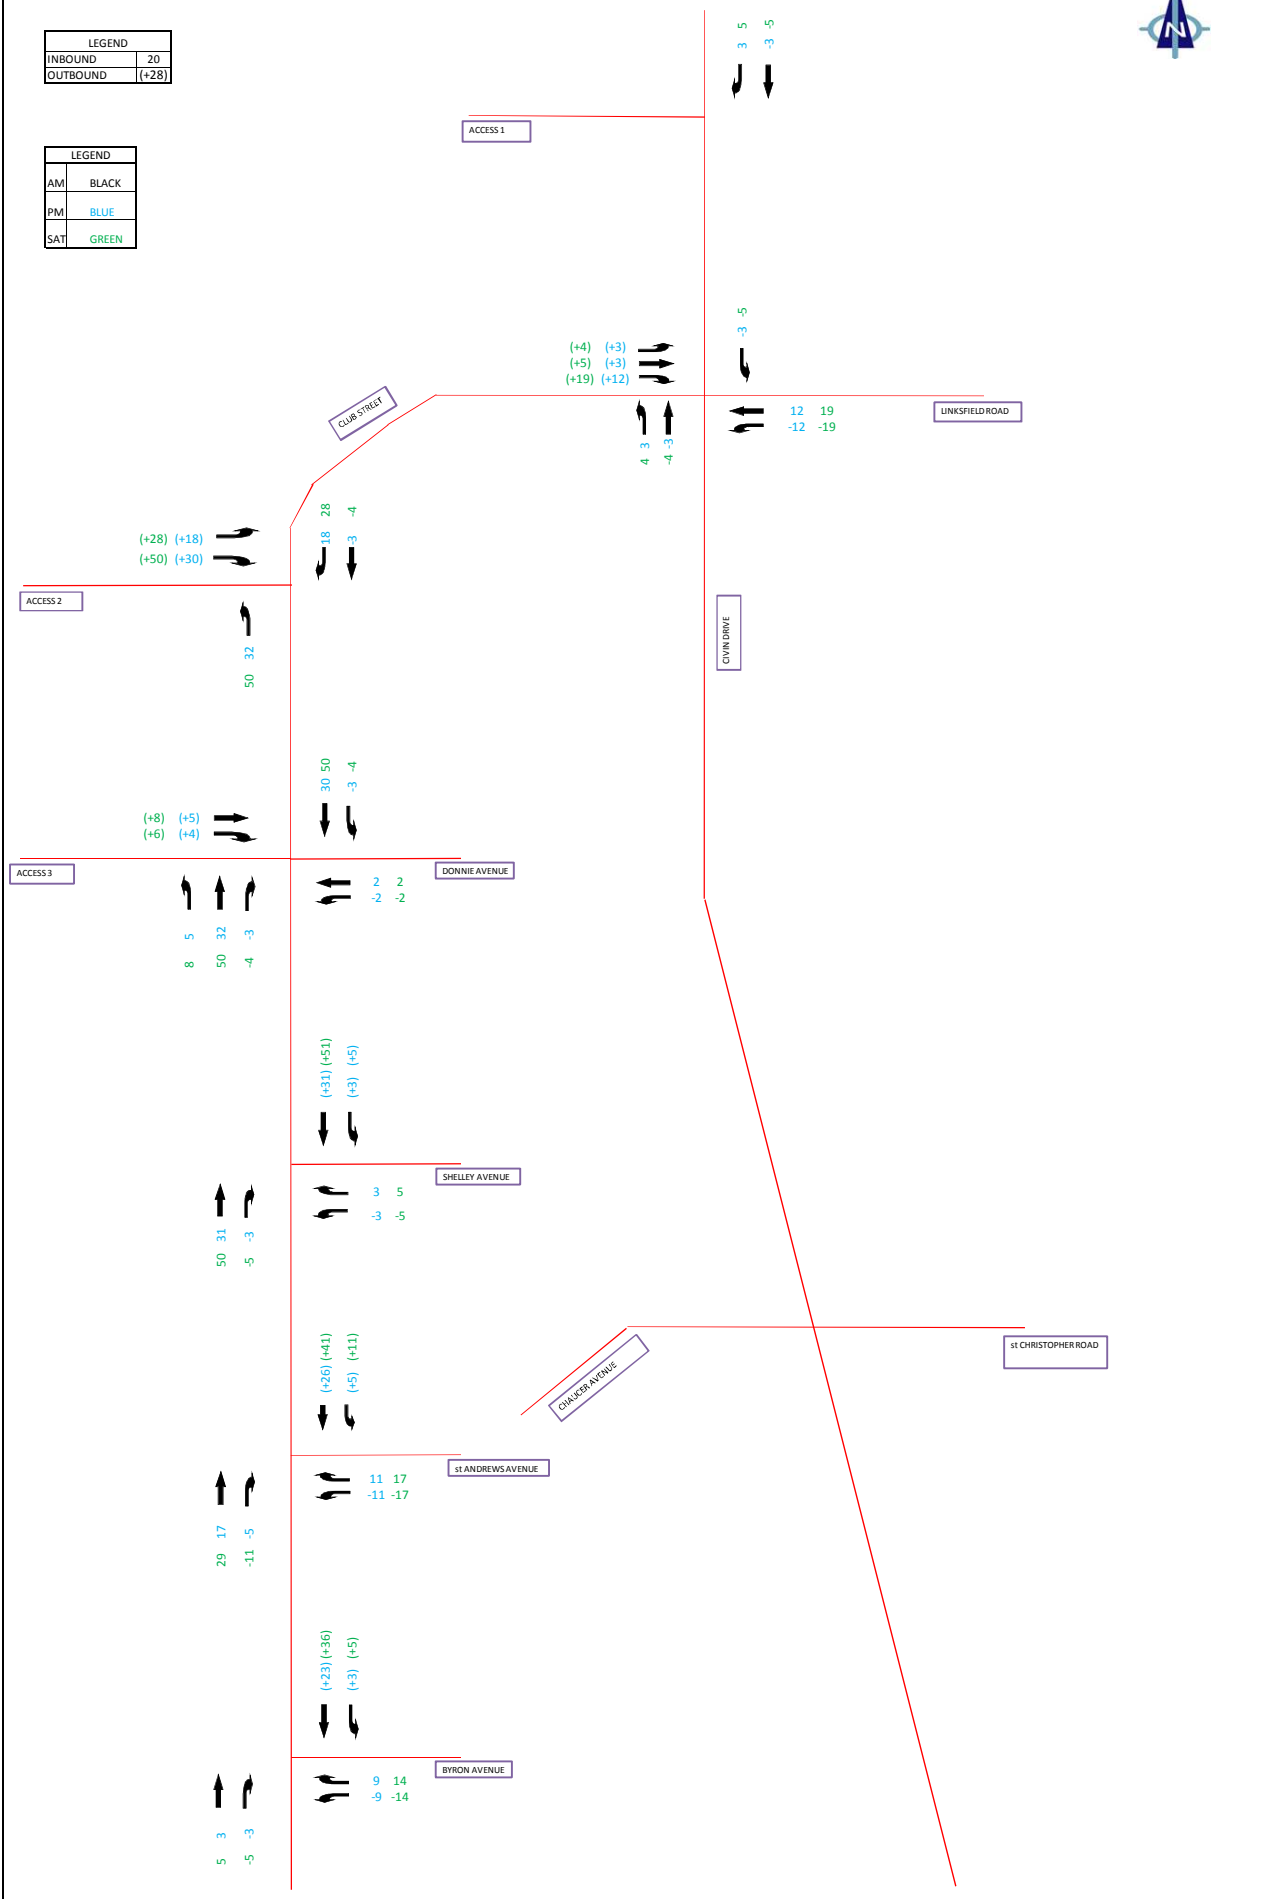 N
5 -5
3 -3
LEGEND
INBOUND 20
OUTBOUND (+28)
ACCESS 1
LEGEND
AM BLACK
PM BLUE
SAT GREEN
-5
-3
(+4) (+3)
(+5) (+3)
(+19) (+12)
CLUB STREET
12 19
-12 -19
LINKSFIELD ROAD
3 -3
4 -4
28 -4
18 -3
(+28) (+18)
(+50) (+30)
ACCESS 2
32
50
CIVIN DRIVE
30 50 -4
-3
(+8) (+5)
(+6) (+4)
ACCESS 3
DONNIE AVENUE
2 2
-2 -2
5 32 -3
8 50 -4
(+31) (+51)
(+3) (+5)
SHELLEY AVENUE
3 5
-3 -5
31 -3
50 -5
(+26) (+41)
(+5) (+11)
CHAUCER AVENUE
st CHRISTOPHER ROAD
st ANDREWS AVENUE
11 17
-11 -17
17 -5
29 -11
(+23) (+36)
(+3) (+5)
BYRON AVENUE
9 14
-9 -14
3 -3
5 -5